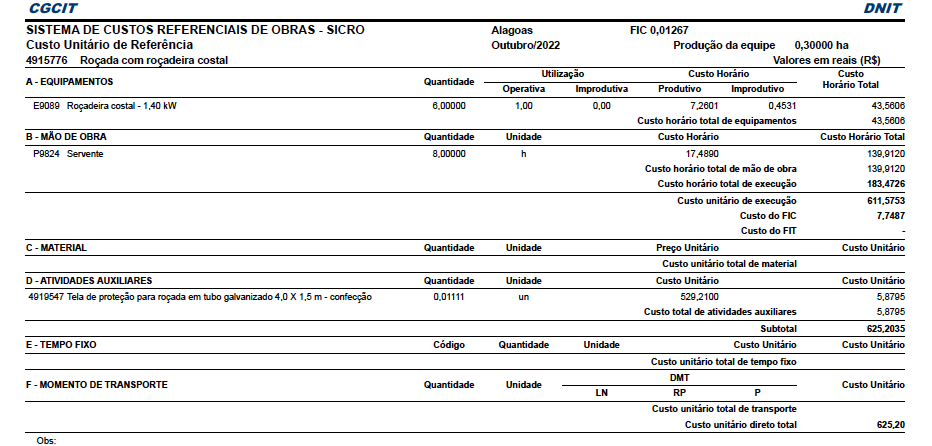 CGCIT DNIT
SISTEMA DE CUSTOS REFERENCIAIS DE OBRAS - SICRO Alagoas FIC 0,01267
Custo Unitário de Referência Outubro/2022 Produção da equipe 0,30000 ha
4915776 Roçada com roçadeira costal Valores em reais (R$)
A - EQUIPAMENTOS Quantidade Utilização Custo Horário Custo Horário Total
Operativa Improdutiva Produtivo Improdutivo
E9089 Roçadeira costal - 1,40 kW 6,00000 1,00 0,00 7,2601 0,4531 43,5606
Custo horário total de equipamentos 43,5606
B - MÃO DE OBRA Quantidade Unidade Custo Horário Custo Horário Total
P9824 Servente 8,00000 h 17,4890 139,9120
Custo horário total de mão de obra 139,9120
Custo horário total de execução 183,4726
Custo unitário de execução 611,5753
Custo do FIC 7,7487
Custo do FIT -
C - MATERIAL Quantidade Unidade Preço Unitário Custo Unitário
Custo unitário total de material
D - ATIVIDADES AUXILIARES Quantidade Unidade Custo Unitário Custo Unitário
4919547 Tela de proteção para roçada em tubo galvanizado 4,0 X 1,5 m - confecção 0,01111 un 529,2100 5,8795
Custo total de atividades auxiliares 5,8795
Subtotal 625,2035
E - TEMPO FIXO Código Quantidade Unidade Custo Unitário Custo Unitário
Custo unitário total de tempo fixo
F - MOMENTO DE TRANSPORTE Quantidade Unidade DMT Custo Unitário
LN RP P
Custo unitário total de transporte
Custo unitário direto total 625,20
Obs: